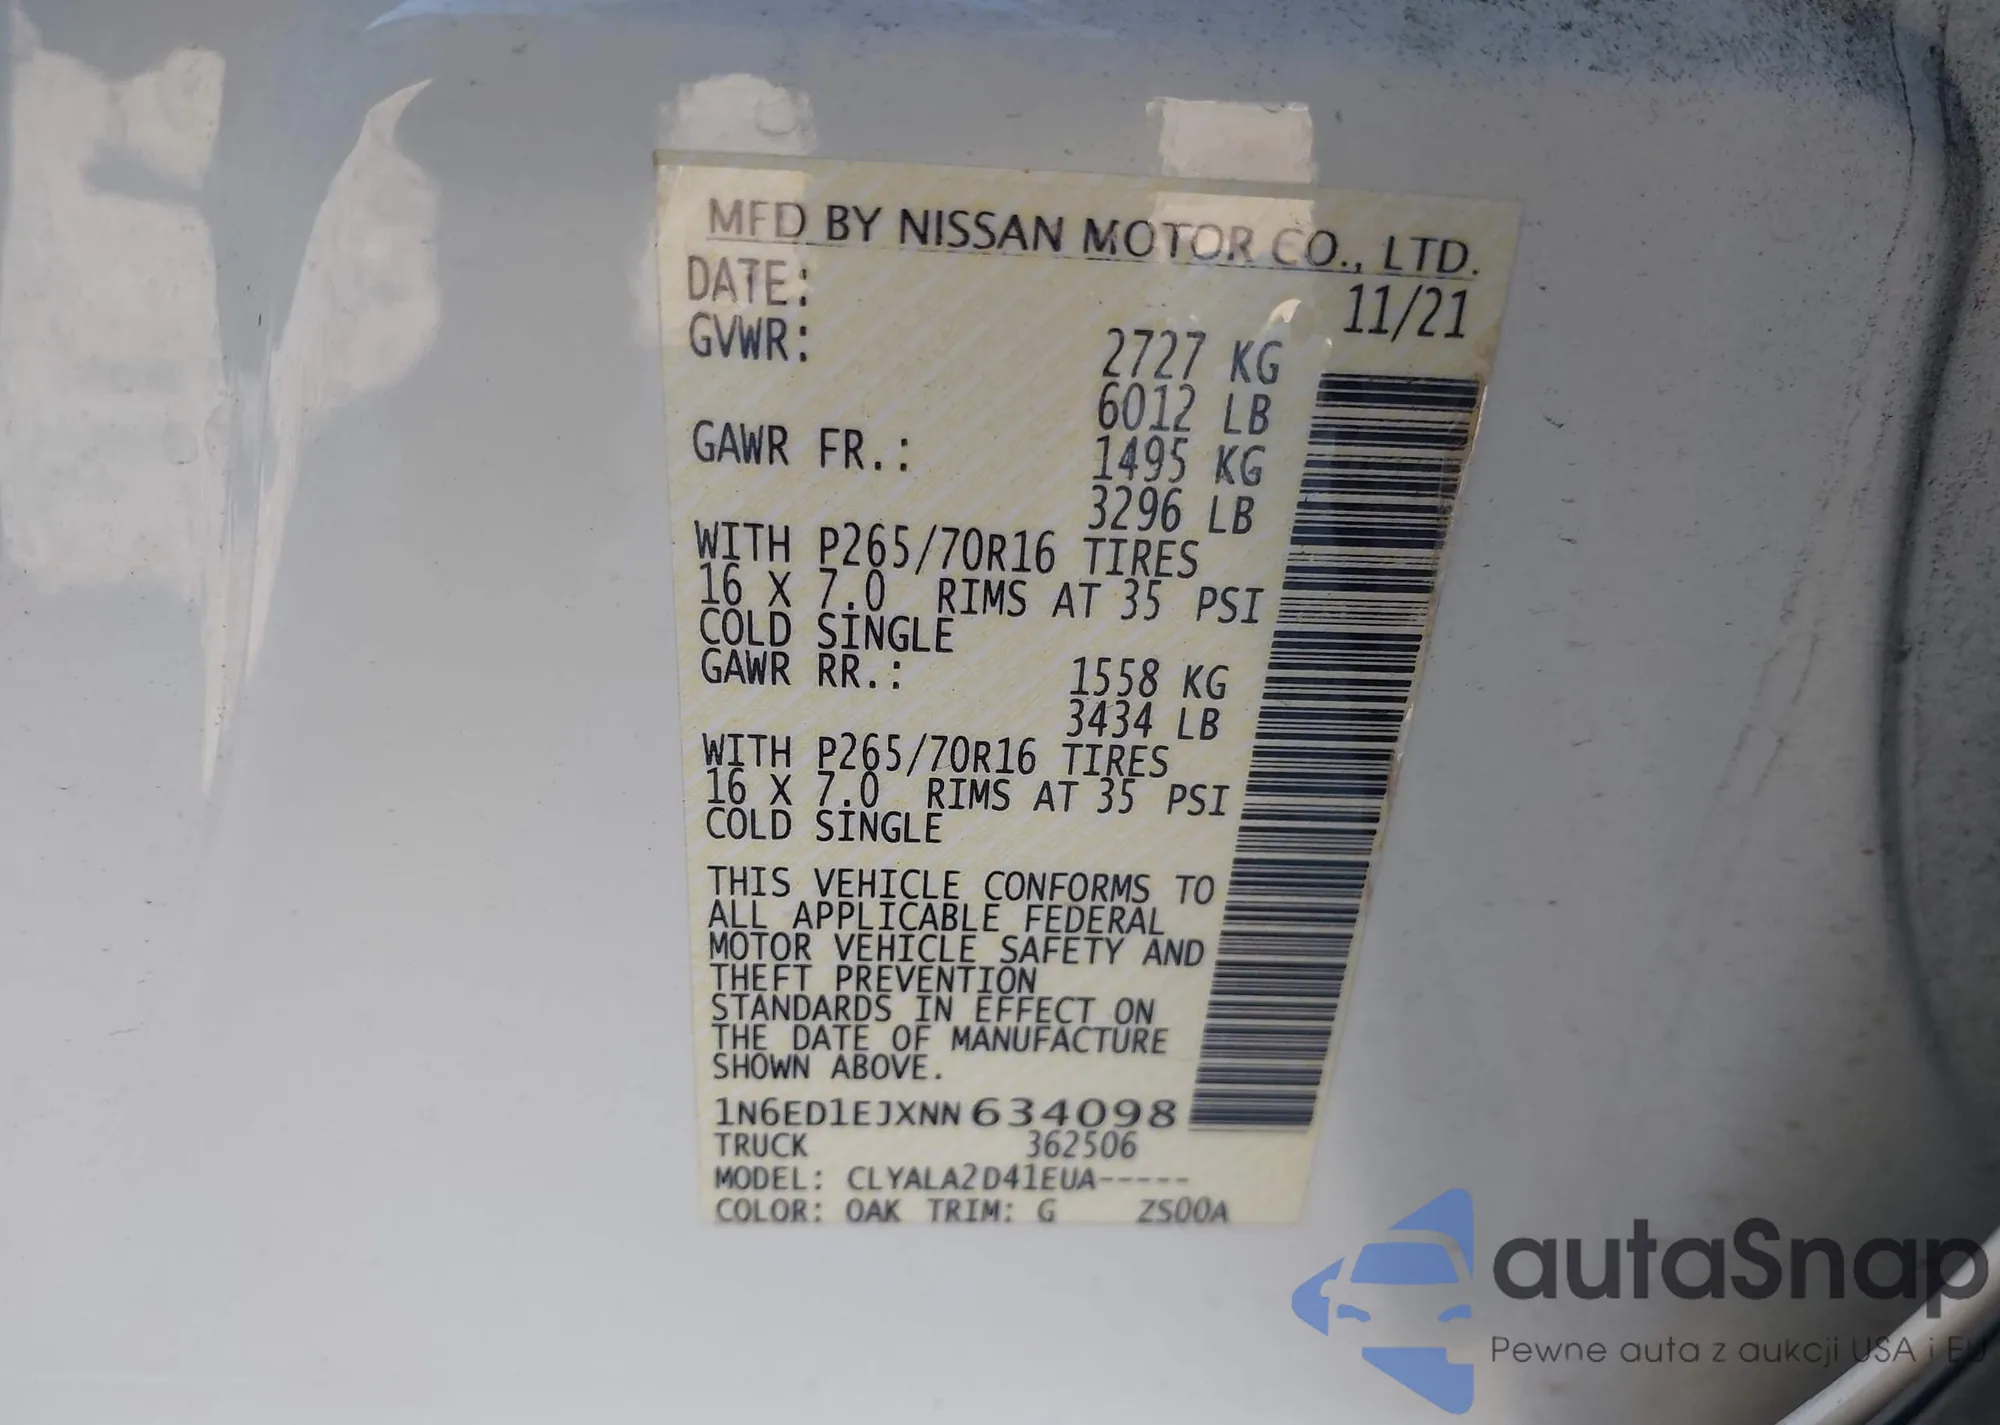 MFD BY NISSAN MOTOR CO., LTD.
DATE: 11/21
GVWR: 2727 KG
6012 LB
GAWR FR.: 1495 KG
3296 LB
WITH P265/70R16 TIRES
16 X 7.0 RIMS AT 35 PSI
COLD SINGLE
GAWR RR.: 1558 KG
3434 LB
WITH P265/70R16 TIRES
16 X 7.0 RIMS AT 35 PSI
COLD SINGLE
THIS VEHICLE CONFORMS TO
ALL APPLICABLE FEDERAL
MOTOR VEHICLE SAFETY AND
THEFT PREVENTION
STANDARDS IN EFFECT ON
THE DATE OF MANUFACTURE
SHOWN ABOVE.
1N6ED1EJXNN634098
TRUCK 362506
MODEL: CLYALA2D41EUA-----
COLOR: OAK TRIM: G ZS00A
autaSnap
Pewne auta z aukcji USA i EU